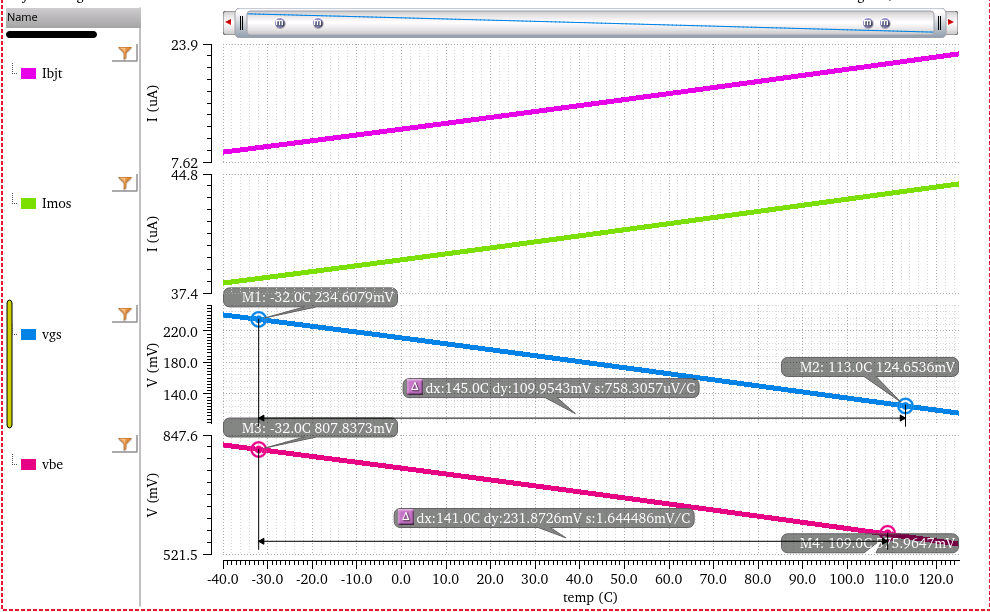 Name
Ibjt
Imos
vgs
vbe
m m m m
23.9
I (uA)
7.62
44.8
I (uA)
37.4
M1: -32.0C 234.6079mV
220.0
180.0
140.0
V (mV)
M2: 113.0C 124.6536mV
Δ dx:145.0C dy:109.9543mV s:758.3057uV/C
M3: -32.0C 807.8373mV
847.6
V (mV)
521.5
Δ dx:141.0C dy:231.8726mV s:1.644486mV/C
M4: 109.0C
-40.0 -30.0 -20.0 -10.0 0.0 10.0 20.0 30.0 40.0 50.0 60.0 70.0 80.0 90.0 100.0 110.0 120.0
temp (C)